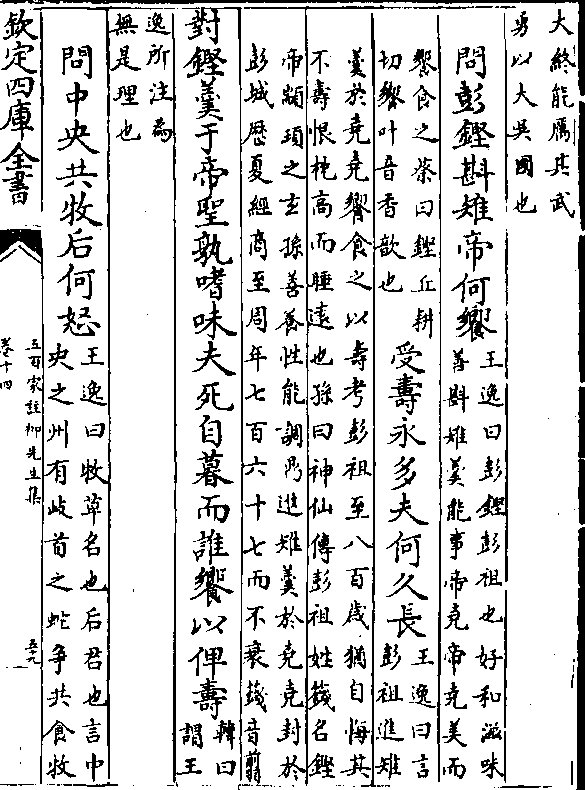 大終能厲其武
勇以大吳國也
問彭鏗斟雉帝何饗
王逸曰彭鏗彭祖也好和滋味
善斟雉羹能事帝堯帝堯美而
饗食之蔡曰鏗丘耕
切饗叶音香歆也
受壽永多夫何久長
王逸曰言
彭祖進雉
羹於堯堯饗食之以壽考彭祖至八百歲猶自悔其
不壽恨枕高而唾遠也孫曰神仙傳彭祖姓籛名鏗
帝顓頊之玄孫善養性能調鼎進雉羹於堯堯封於
彭城歷夏經商至周年七百六十七而不衰籛音翦
對鏗羹于帝聖孰嗜味夫死自暮而誰饗以俾壽
韓曰
謂王
逸所注為
無是理也
問中央共牧后何怒
王逸曰牧草名也后君也言中
央之州有岐首之蛇爭共食牧
欽定四庫全書
五百家註柳先生集
卷十四
五九